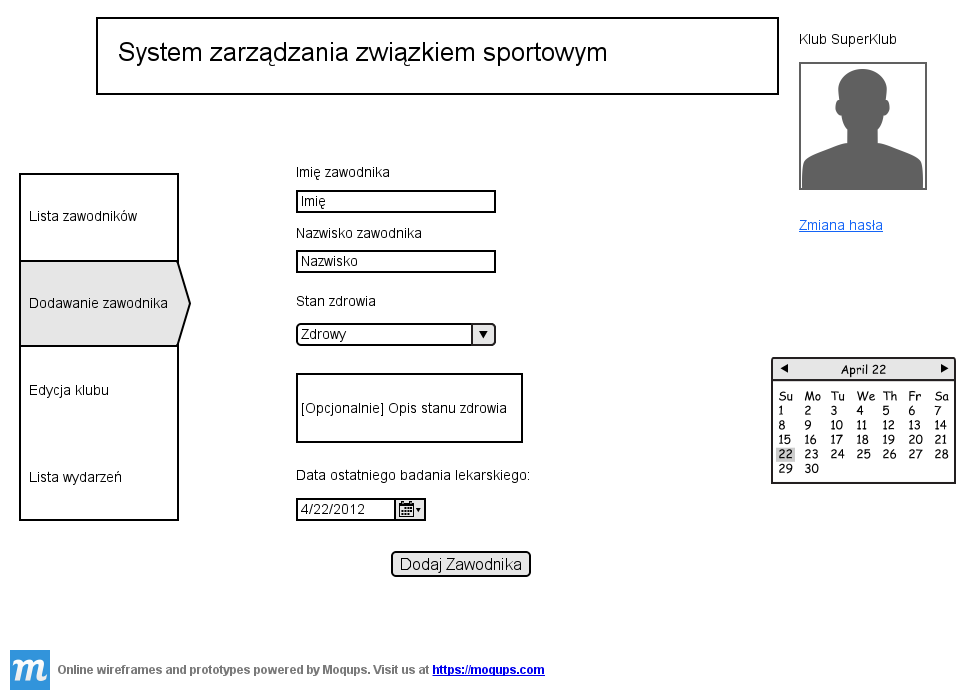 System zarządzania związkiem sportowym
Klub SuperKlub
Zmiana hasła
Lista zawodników
Dodawanie zawodnika
Edycja klubu
Lista wydarzeń
Imię zawodnika
Imię
Nazwisko zawodnika
Nazwisko
Stan zdrowia
Zdrowy
[Opcjonalnie] Opis stanu zdrowia
Data ostatniego badania lekarskiego:
4/22/2012
Dodaj Zawodnika
April 22
Su Mo Tu We Th Fr Sa
1 2 3 4 5 6 7
8 9 10 11 12 13 14
15 16 17 18 19 20 21
22 23 24 25 26 27 28
29 30
m
Online wireframes and prototypes powered by Moqups. Visit us at https://moqups.com